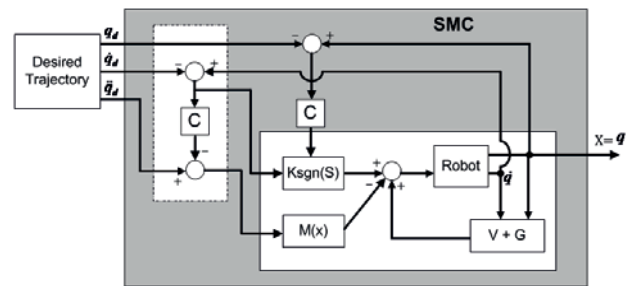 SMC
Desired
Trajectory
q_d
q̇_d
q̈_d
- +
- +
C
C
-
+
Ksgn(S)
+
-
+
Robot
X= q
q̇
M(x)
V + G